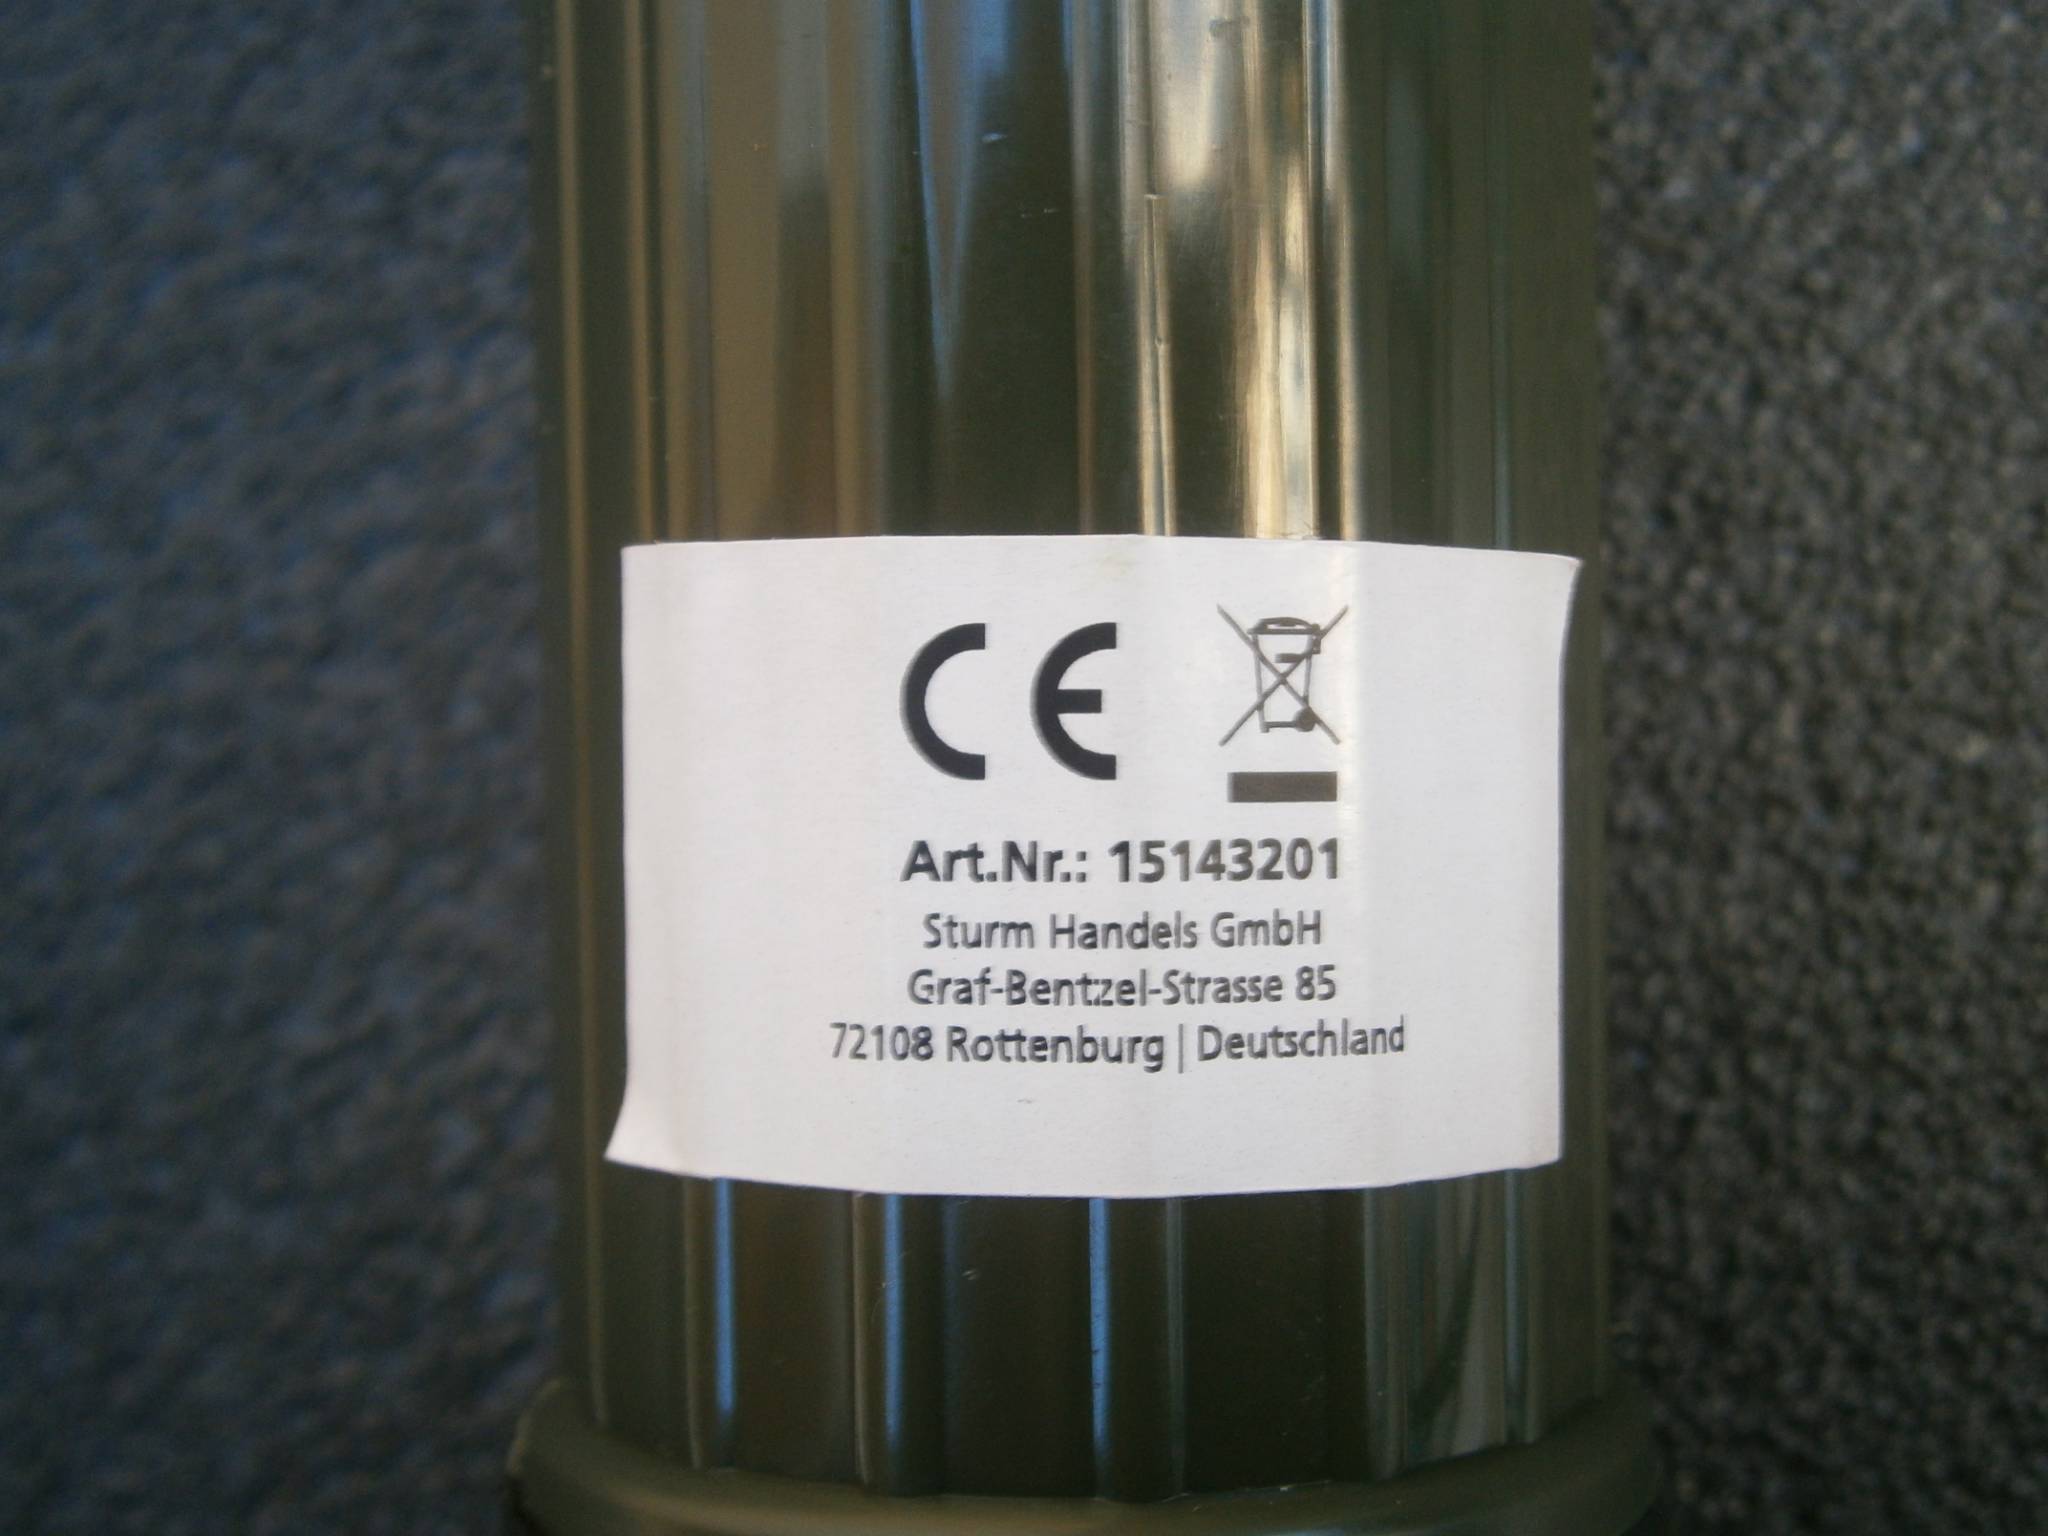 CE
Art.Nr.: 15143201
Sturm Handels GmbH
Graf-Bentzel-Strasse 85
72108 Rottenburg | Deutschland